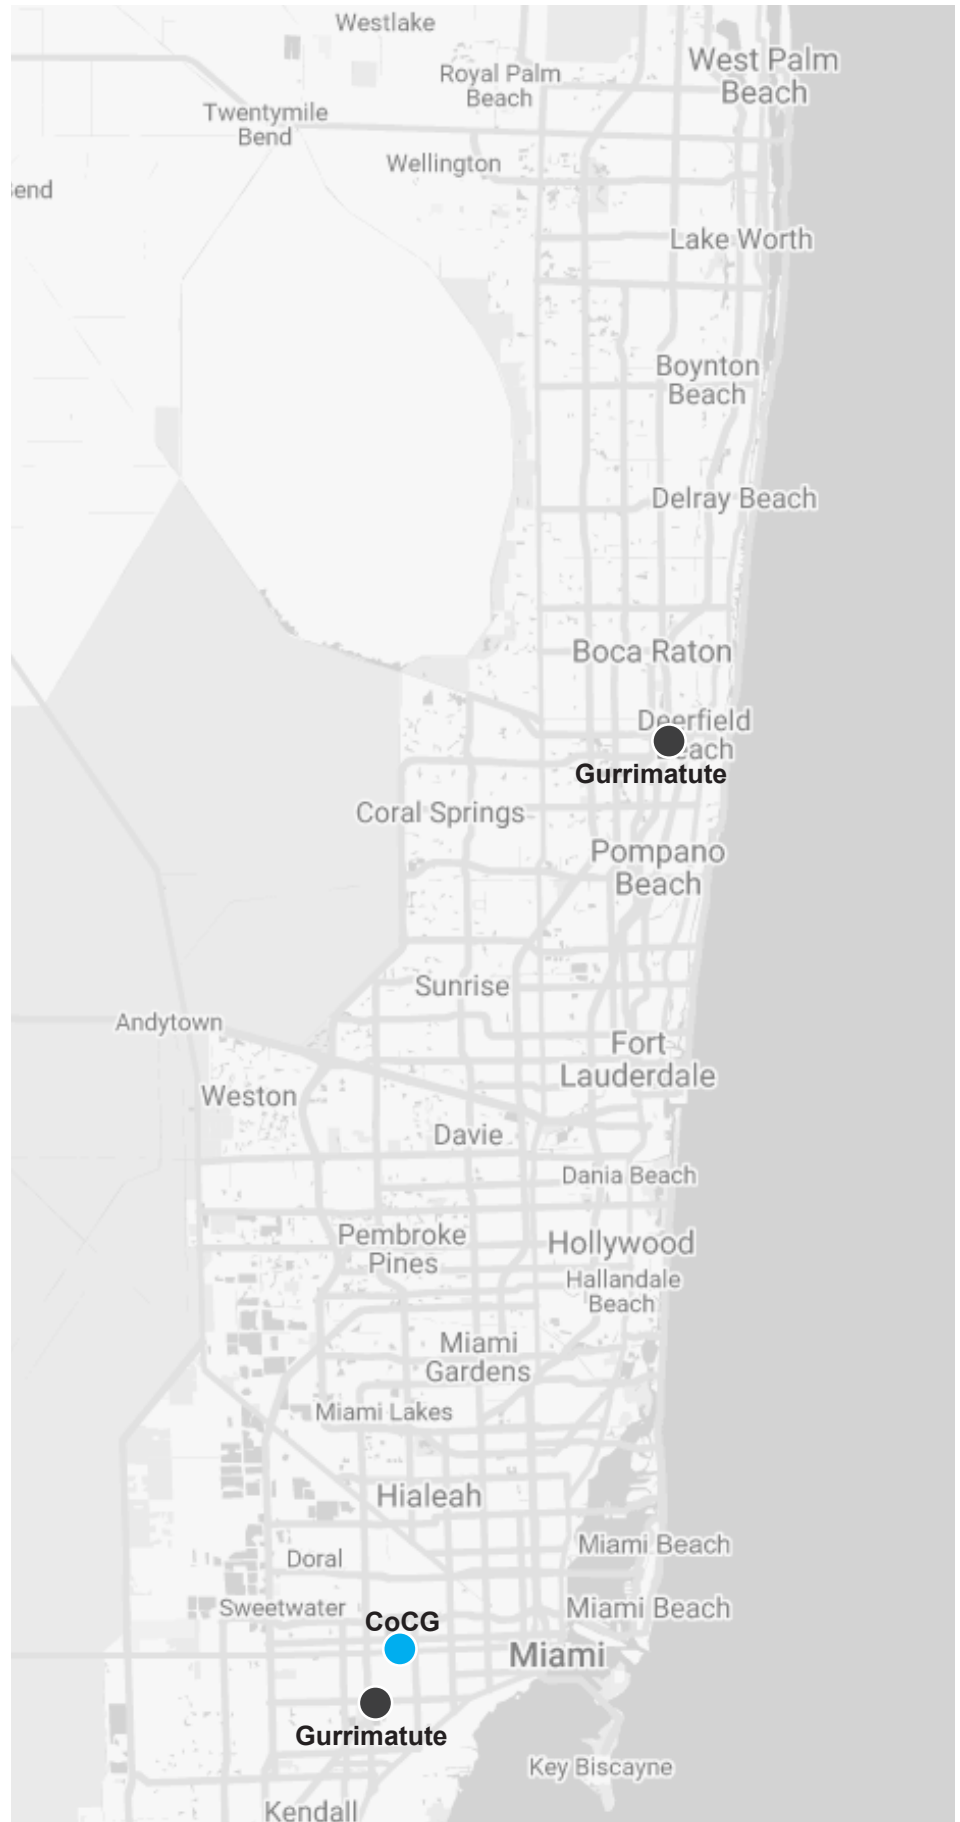 Westlake
West Palm
Beach
Royal Palm
Beach
Twentymile
Bend
Wellington
end
Lake Worth
Boynton
Beach
Delray Beach
Boca Raton
Deerfield
Beach
Gurrimatute
Coral Springs
Pompano
Beach
Sunrise
Andytown
Fort
Lauderdale
Weston
Davie
Dania Beach
Pembroke
Pines
Hollywood
Hallandale
Beach
Miami
Gardens
Miami Lakes
Hialeah
Miami Beach
Doral
Sweetwater
Miami Beach
CoCG
Miami
Gurrimatute
Key Biscayne
Kendall